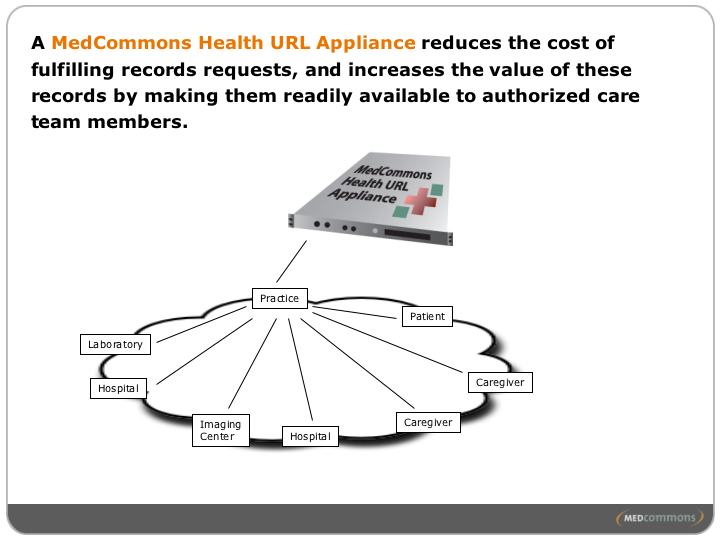 A MedCommons Health URL Appliance reduces the cost of
fulfilling records requests, and increases the value of these
records by making them readily available to authorized care
team members.
MedCommons
Health URL
Appliance
Practice
Patient
Laboratory
Caregiver
Hospital
Imaging
Center
Hospital
Caregiver
MEDcommons